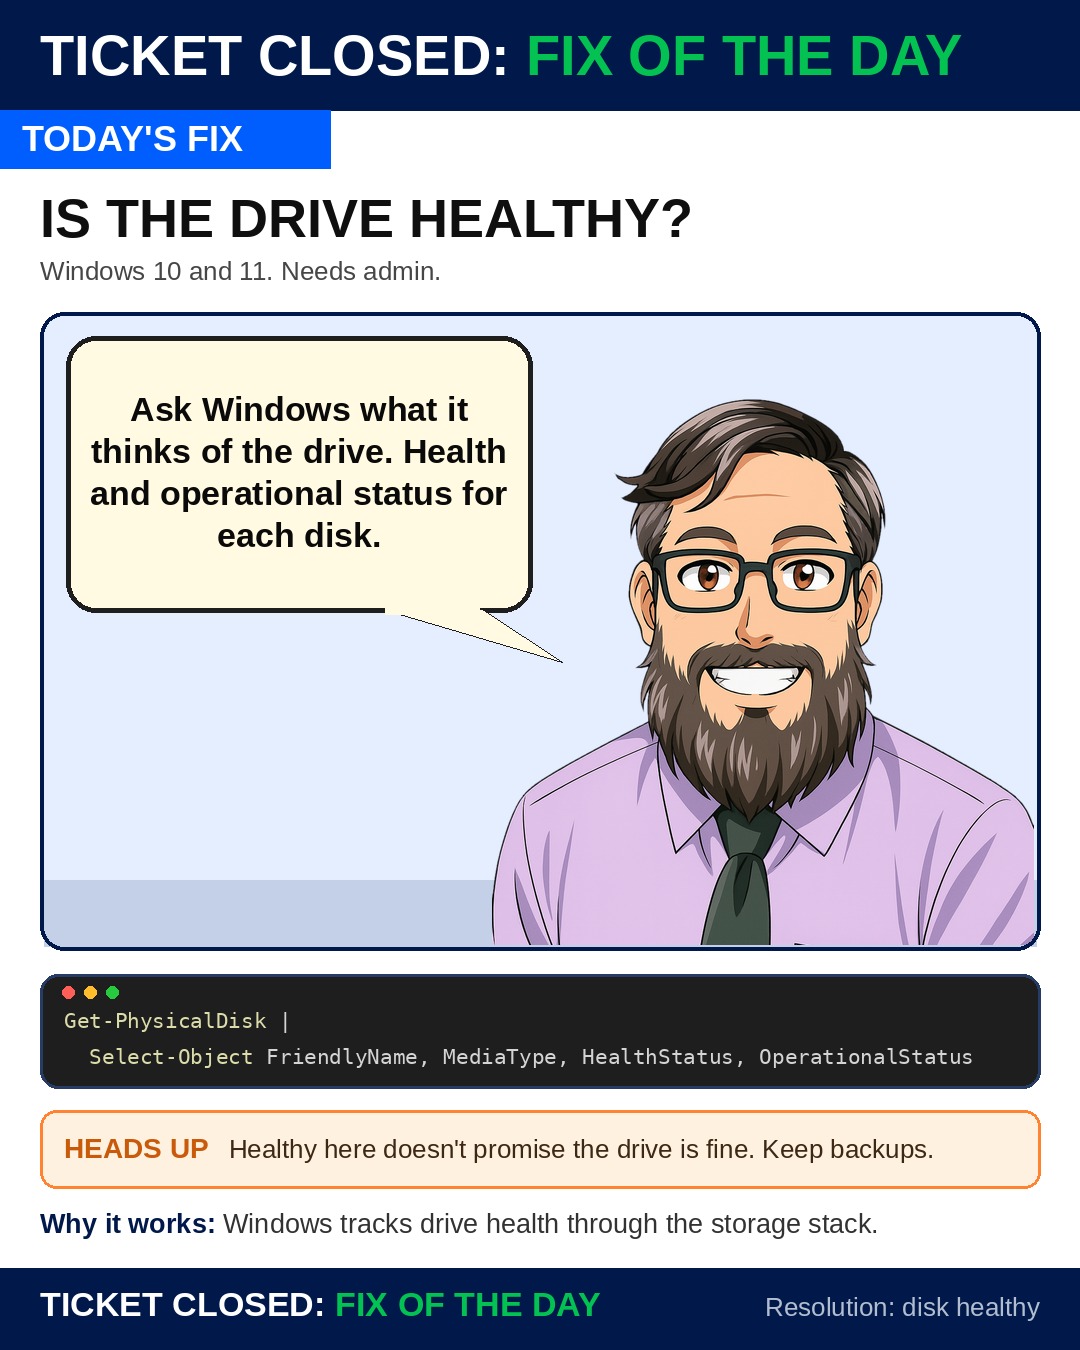 TICKET CLOSED: FIX OF THE DAY
TODAY'S FIX
IS THE DRIVE HEALTHY?
Windows 10 and 11. Needs admin.
Ask Windows what it
thinks of the drive. Health
and operational status for
each disk.
Get-PhysicalDisk |
  Select-Object FriendlyName, MediaType, HealthStatus, OperationalStatus
HEADS UP Healthy here doesn't promise the drive is fine. Keep backups.
Why it works: Windows tracks drive health through the storage stack.
TICKET CLOSED: FIX OF THE DAY
Resolution: disk healthy